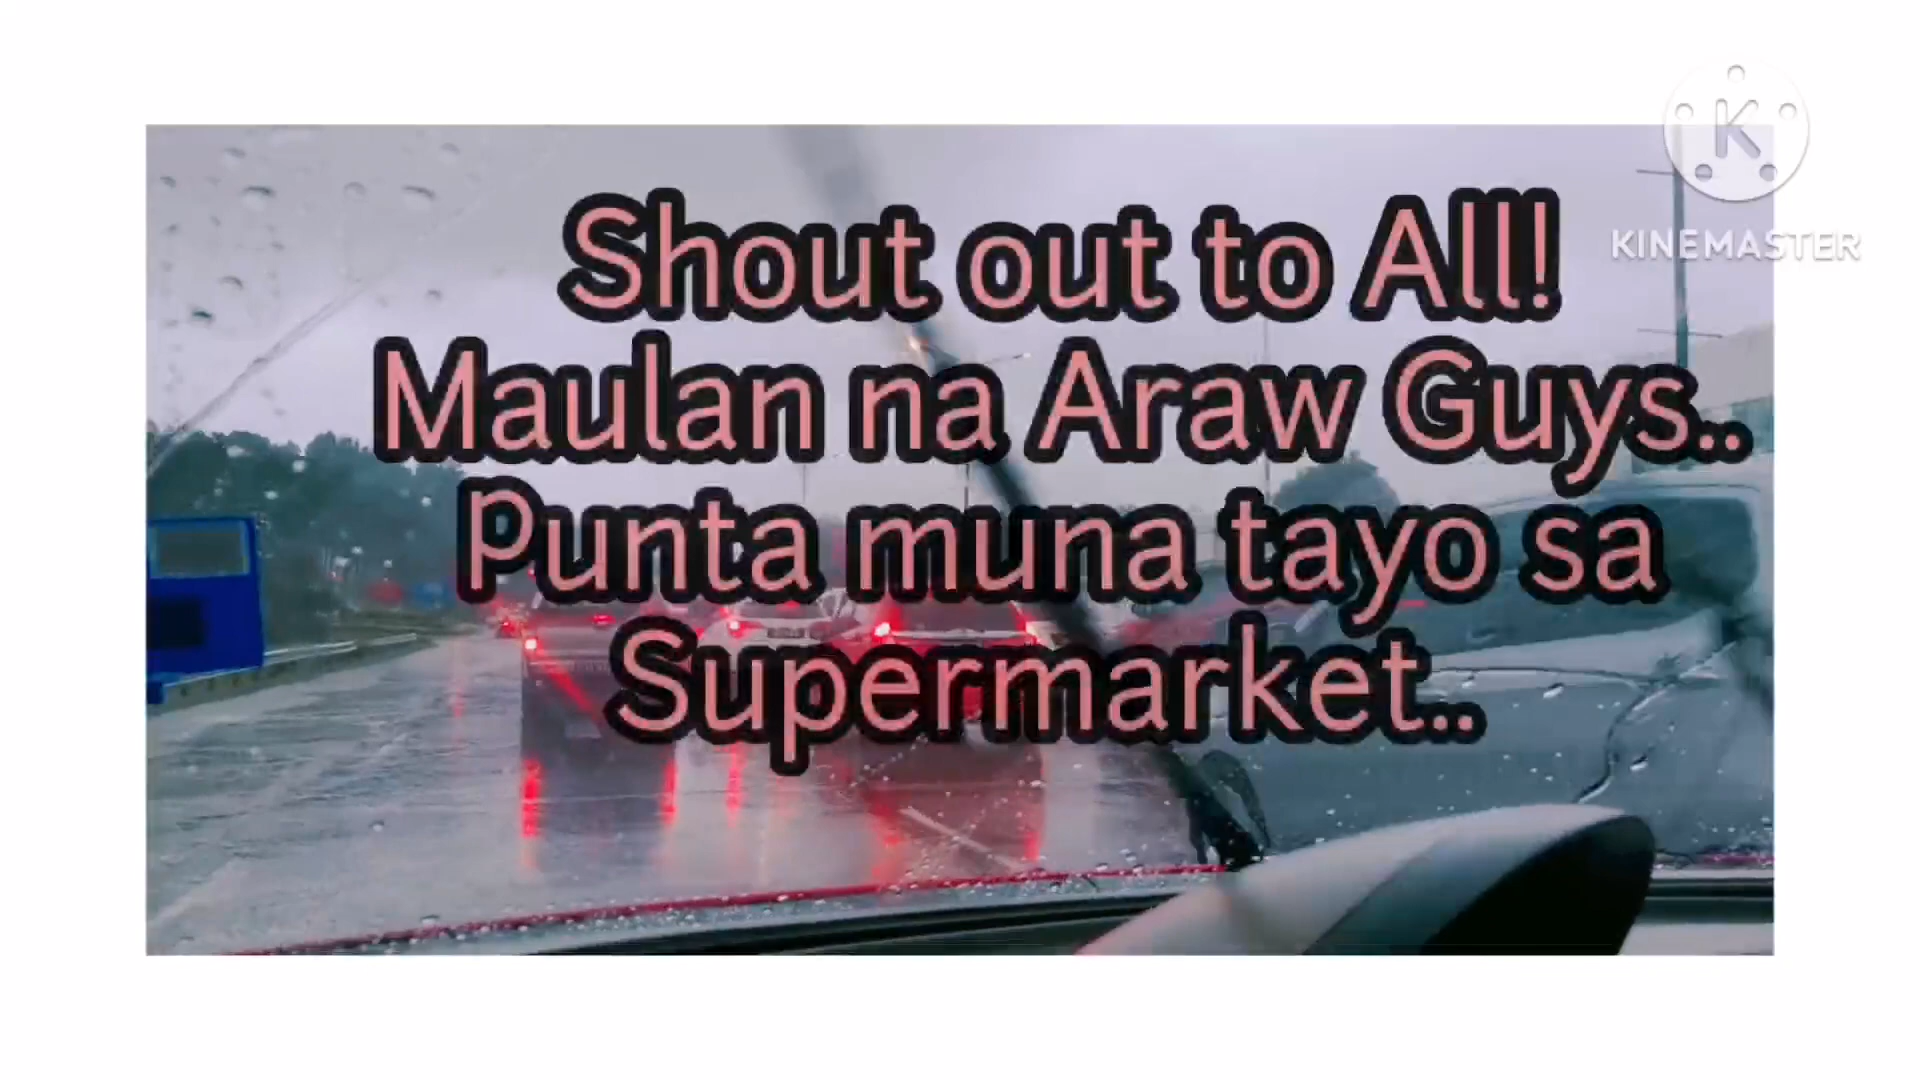 Shout out to All!
Maulan na Araw Guys..
Punta muna tayo sa
Supermarket..
K
KINEMASTER